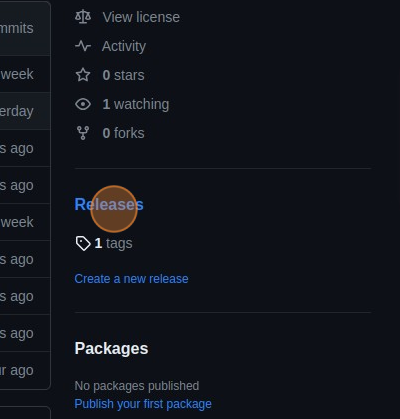 mmits
week
erday
s ago
s ago
week
s ago
s ago
s ago
ur ago
View license
Activity
0 stars
1 watching
0 forks
Releases
1 tags
Create a new release
Packages
No packages published
Publish your first package